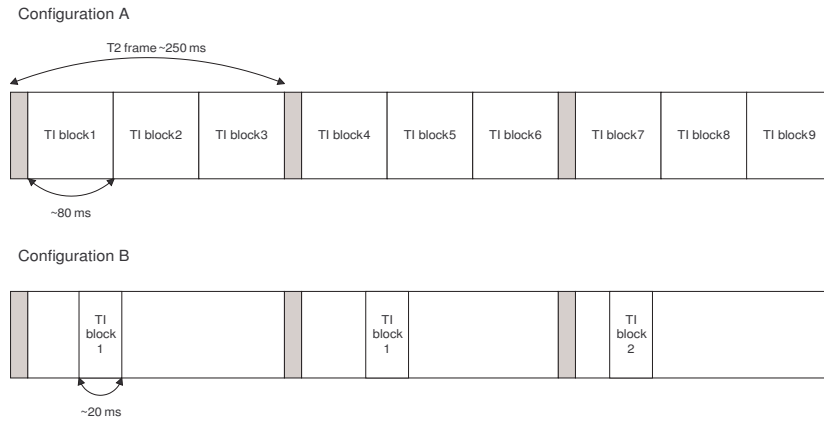 Configuration A
T2 frame ~250 ms
TI block1 TI block2 TI block3 TI block4 TI block5 TI block6 TI block7 TI block8 TI block9
~80 ms
Configuration B
TI
block
1
TI
block
1
TI
block
2
~20 ms